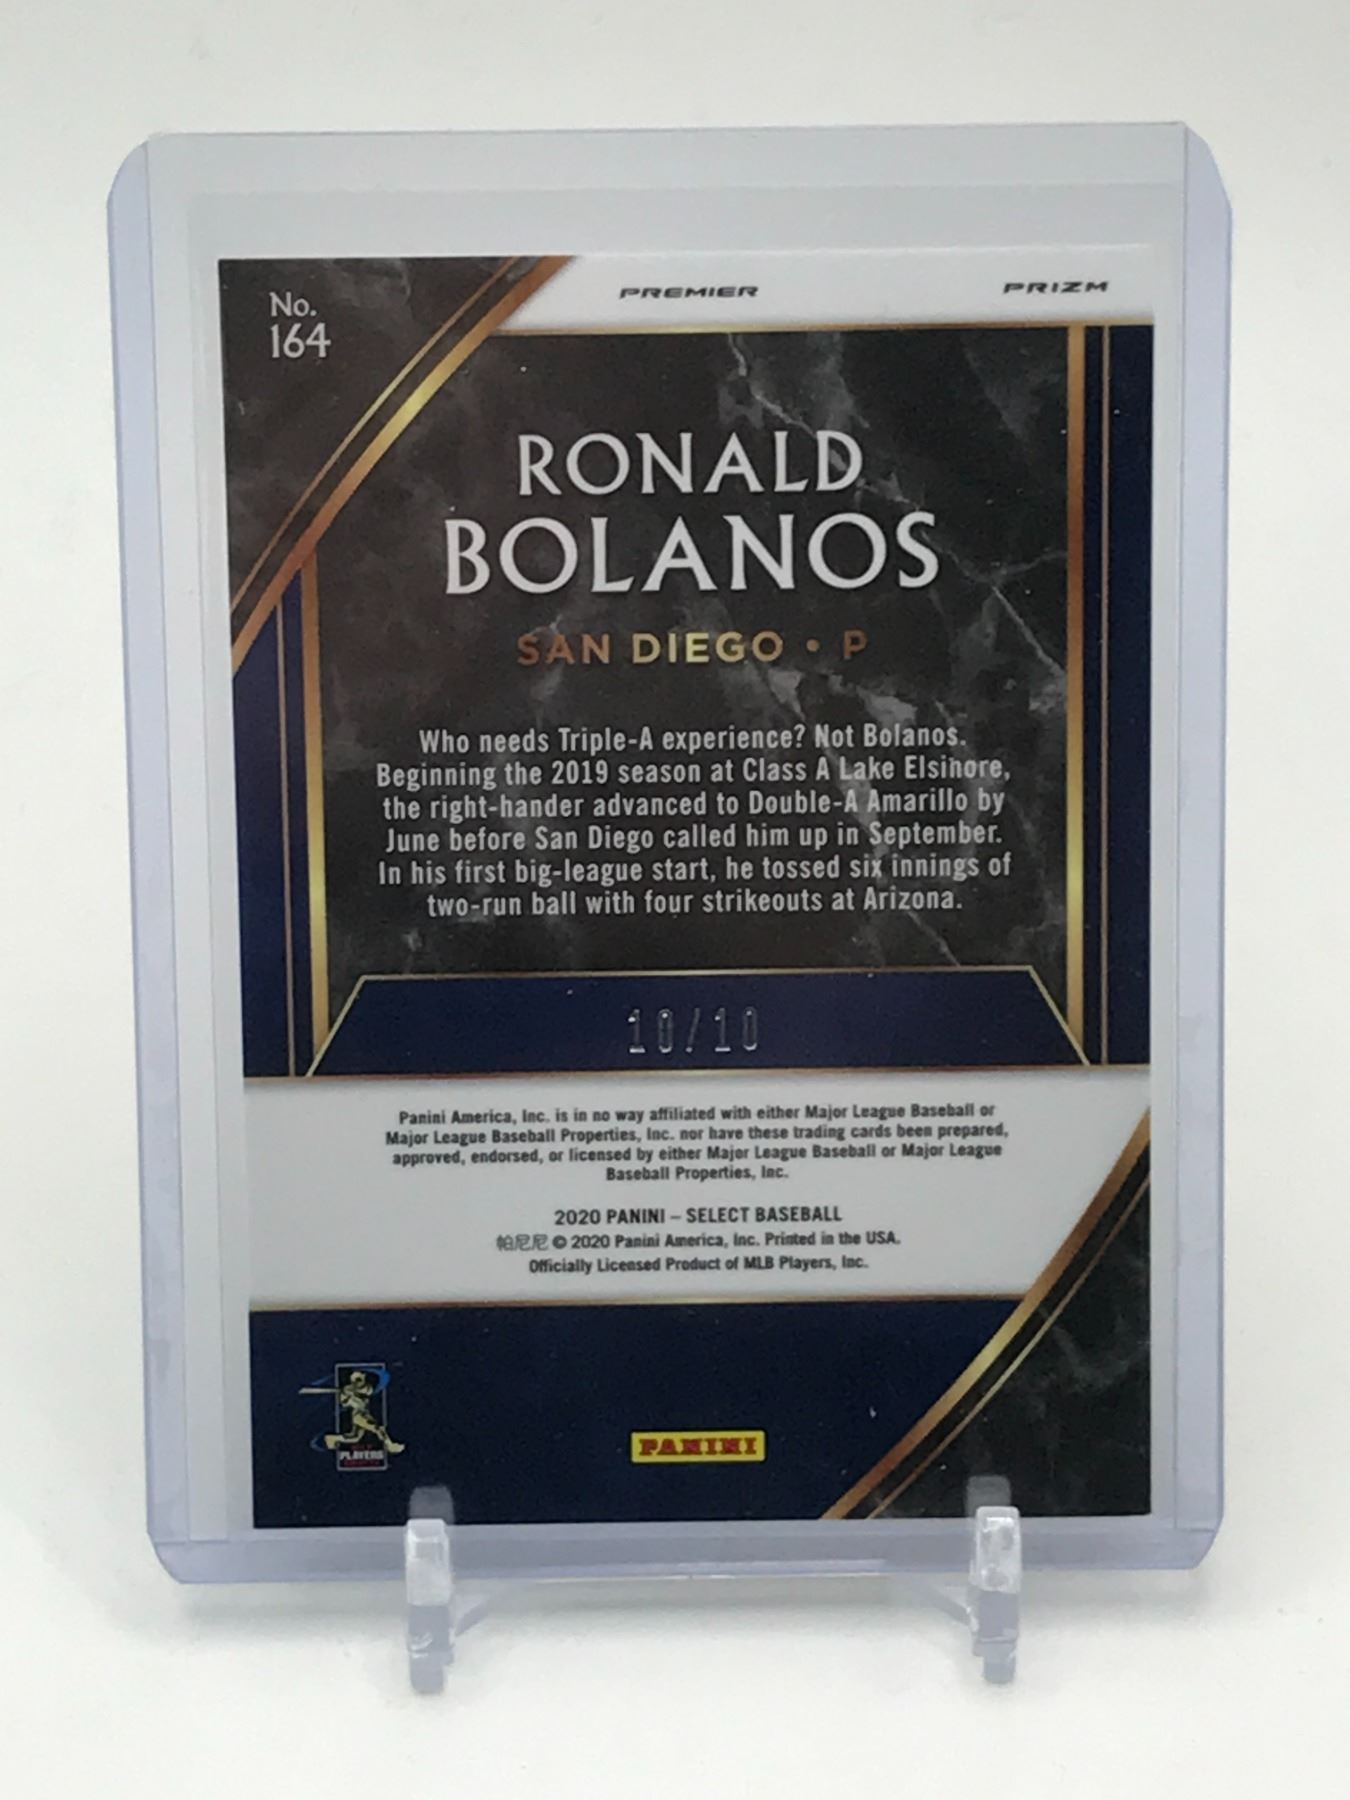 No.
164
PREMIER
PRIZM
RONALD
BOLANOS
SAN DIEGO • P
Who needs Triple-A experience? Not Bolanos.
Beginning the 2019 season at Class A Lake Elsinore,
the right-hander advanced to Double-A Amarillo by
June before San Diego called him up in September.
In his first big-league start, he tossed six innings of
two-run ball with four strikeouts at Arizona.
10/10
Panini America, Inc. is in no way affiliated with either Major League Baseball or
Major League Baseball Properties, Inc. nor have these trading cards been prepared,
approved, endorsed, or licensed by either Major League Baseball or Major League
Baseball Properties, Inc.
2020 PANINI – SELECT BASEBALL
帕尼尼 © 2020 Panini America, Inc. Printed in the USA.
Officially Licensed Product of MLB Players, Inc.
PLAYERS
PANINI